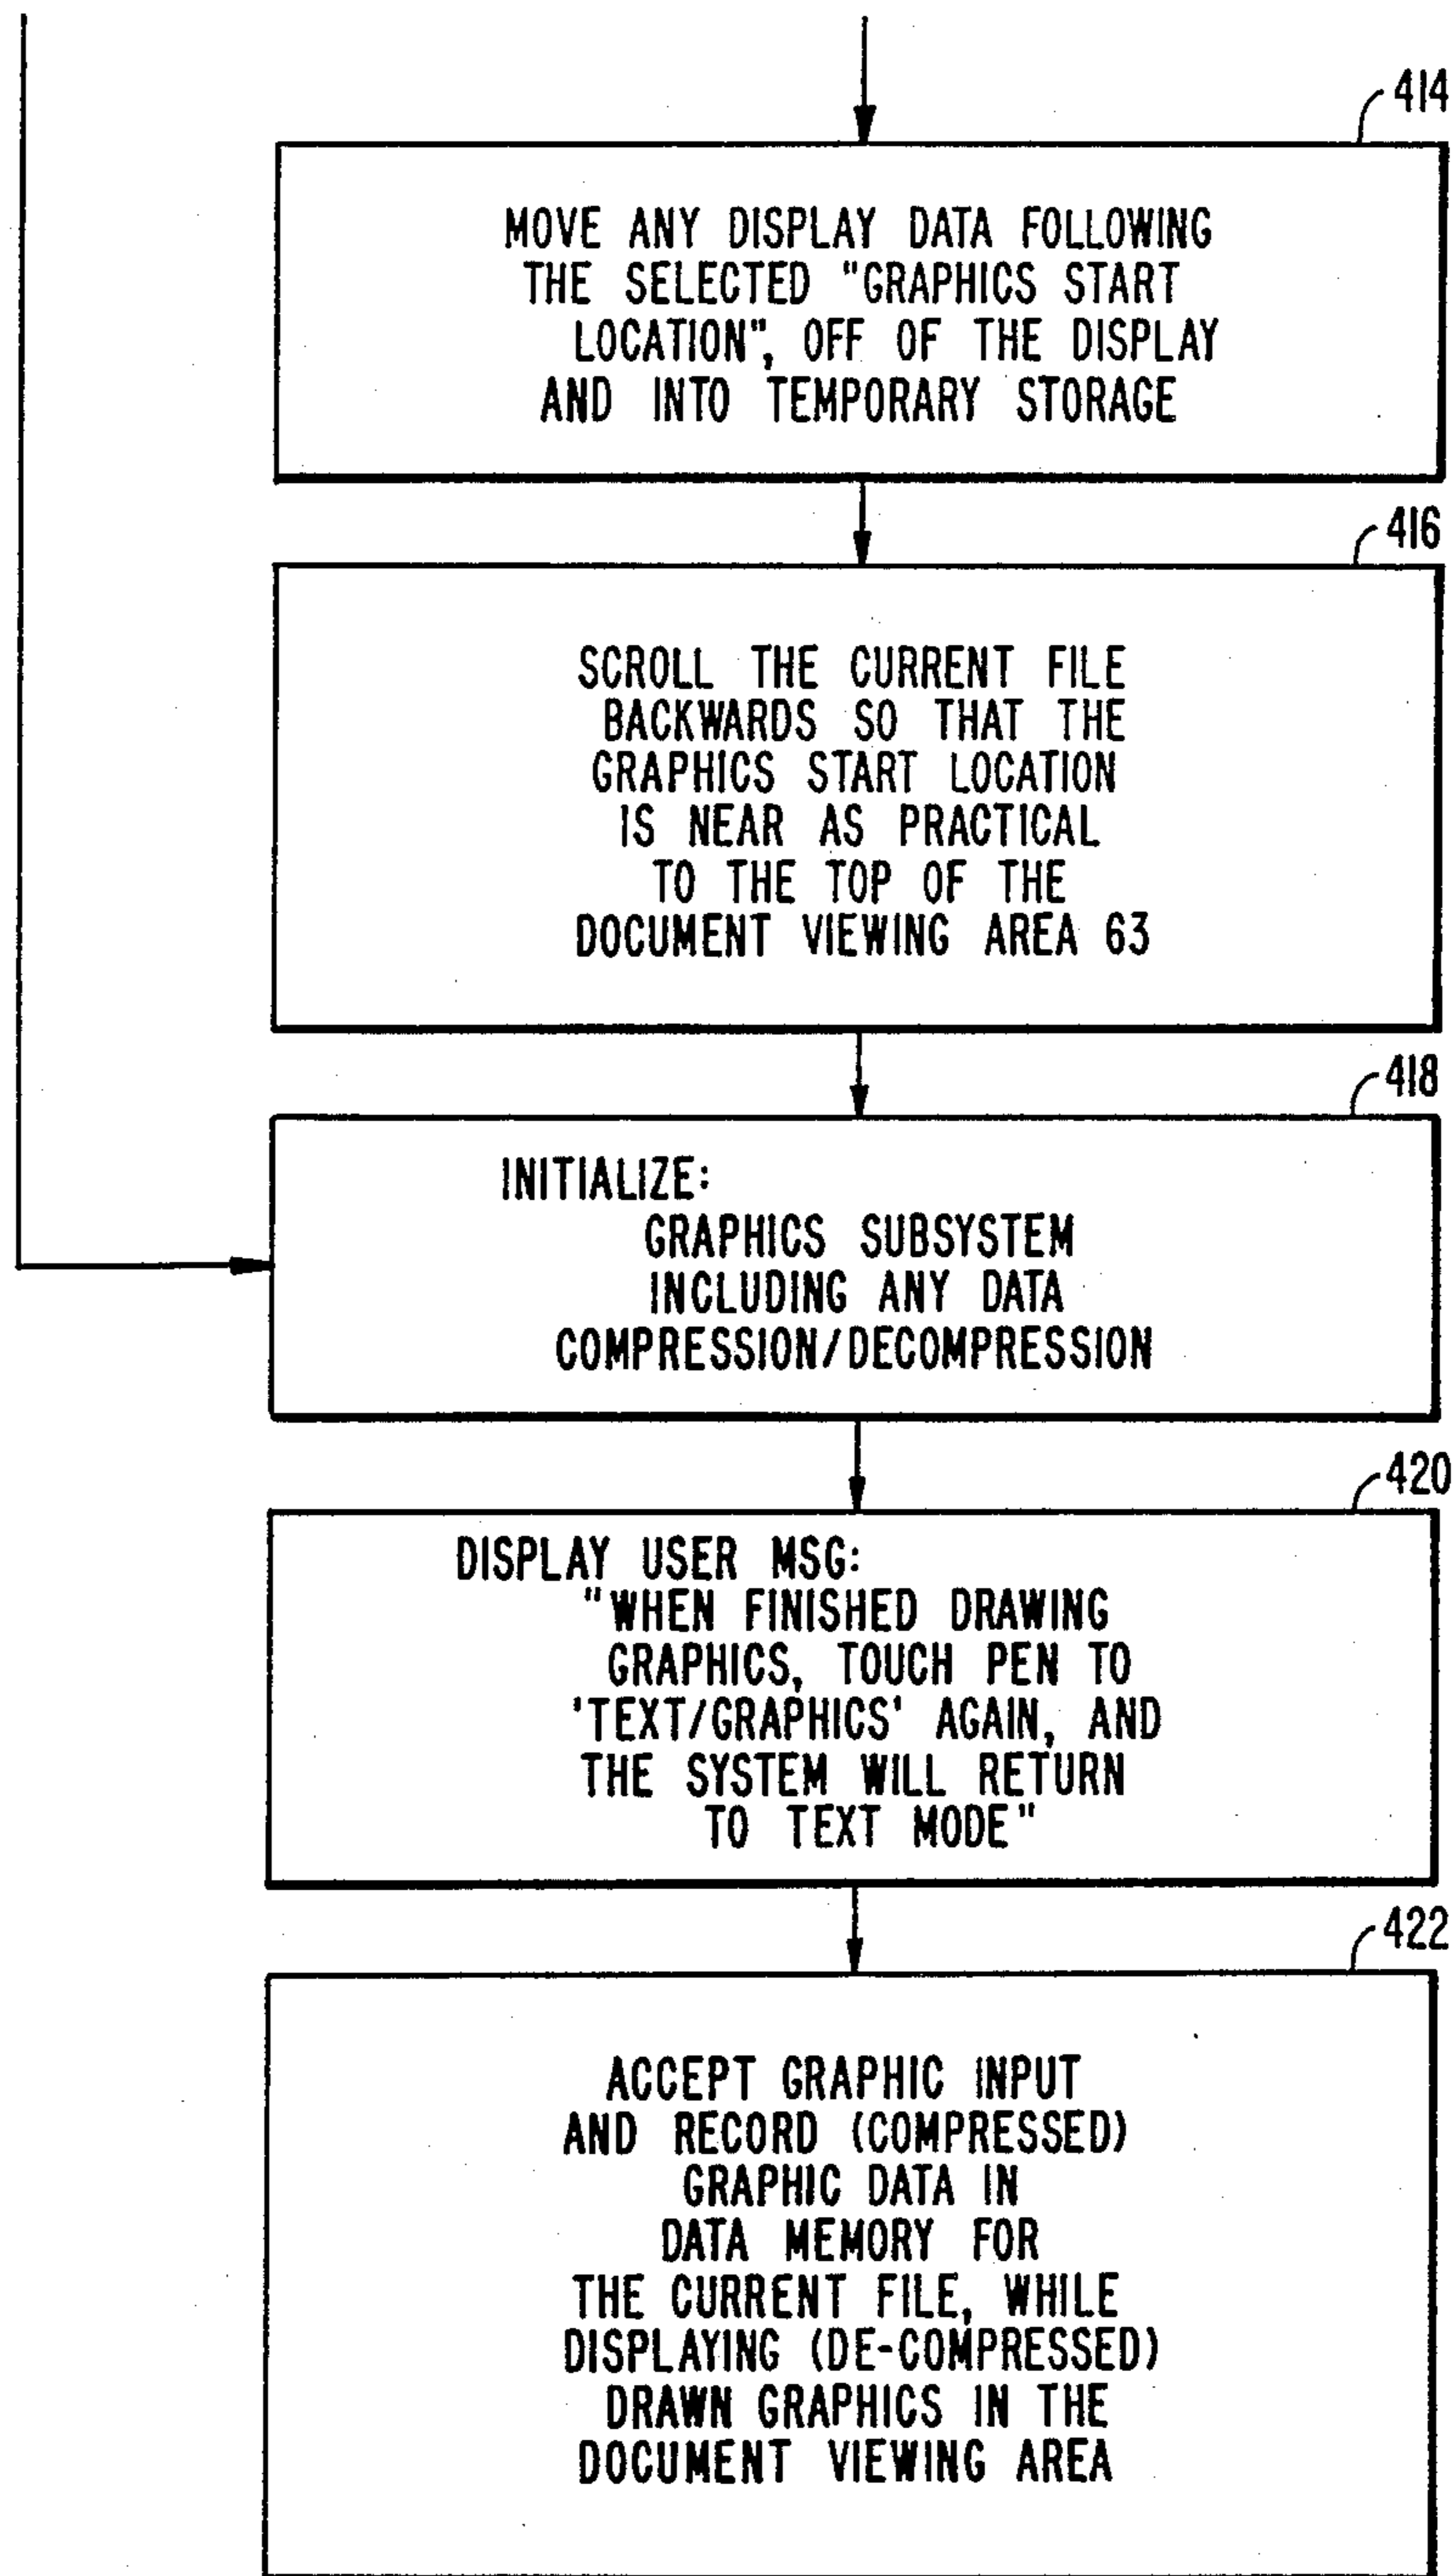 414
MOVE ANY DISPLAY DATA FOLLOWING
THE SELECTED "GRAPHICS START
LOCATION", OFF OF THE DISPLAY
AND INTO TEMPORARY STORAGE
416
SCROLL THE CURRENT FILE
BACKWARDS SO THAT THE
GRAPHICS START LOCATION
IS NEAR AS PRACTICAL
TO THE TOP OF THE
DOCUMENT VIEWING AREA 63
418
INITIALIZE:
GRAPHICS SUBSYSTEM
INCLUDING ANY DATA
COMPRESSION/DECOMPRESSION
420
DISPLAY USER MSG:
"WHEN FINISHED DRAWING
GRAPHICS, TOUCH PEN TO
'TEXT/GRAPHICS' AGAIN, AND
THE SYSTEM WILL RETURN
TO TEXT MODE"
422
ACCEPT GRAPHIC INPUT
AND RECORD (COMPRESSED)
GRAPHIC DATA IN
DATA MEMORY FOR
THE CURRENT FILE, WHILE
DISPLAYING (DE-COMPRESSED)
DRAWN GRAPHICS IN THE
DOCUMENT VIEWING AREA